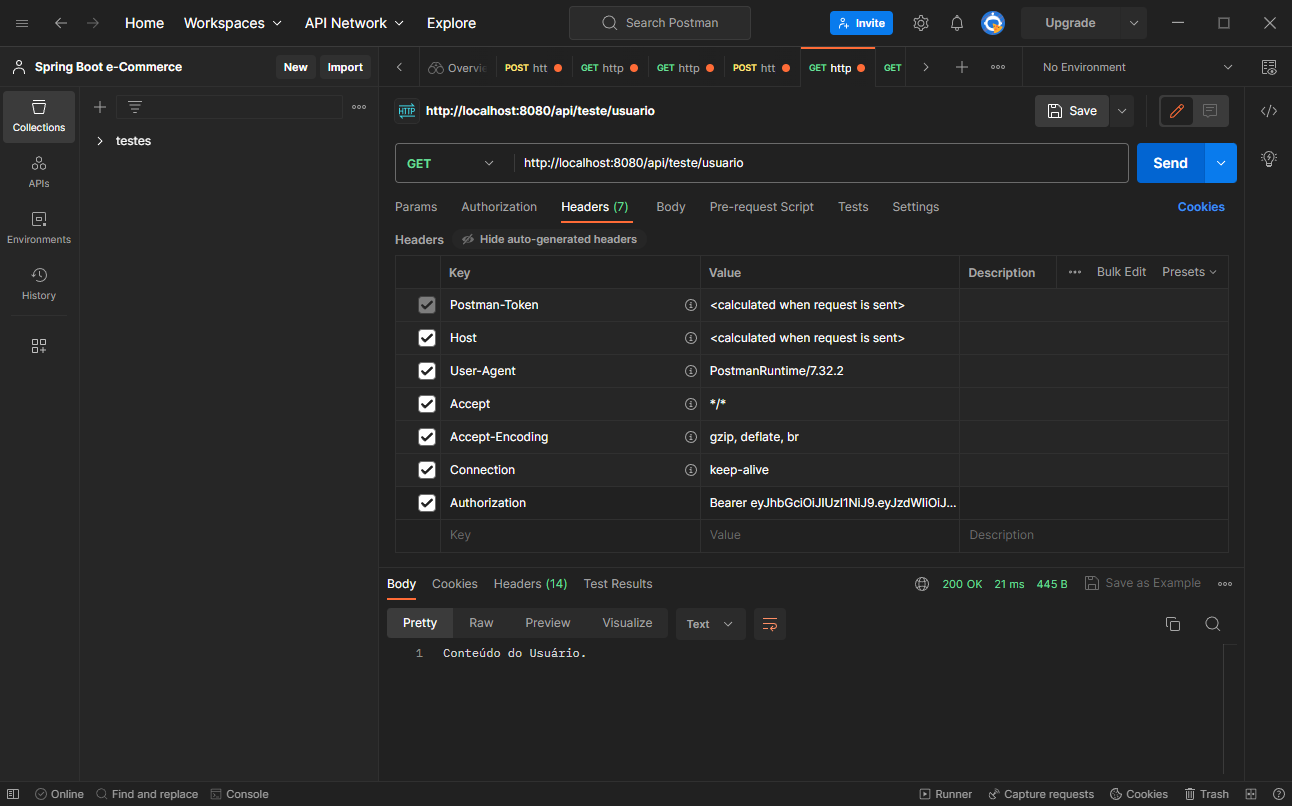 Home Workspaces API Network Explore Search Postman Invite Upgrade
Spring Boot e-Commerce New Import
Overvie POST htt GET http GET http POST htt GET http GET No Environment
Collections
APIs
Environments
History
testes
HTTP http://localhost:8080/api/teste/usuario Save
GET http://localhost:8080/api/teste/usuario Send
Params Authorization Headers (7) Body Pre-request Script Tests Settings Cookies
Headers Hide auto-generated headers
Key Value Description Bulk Edit Presets
Postman-Token <calculated when request is sent>
Host <calculated when request is sent>
User-Agent PostmanRuntime/7.32.2
Accept */*
Accept-Encoding gzip, deflate, br
Connection keep-alive
Authorization Bearer eyJhbGciOiJIUzI1NiJ9.eyJzdWIiOiJ...
Key Value Description
Body Cookies Headers (14) Test Results 200 OK 21 ms 445 B Save as Example
Pretty Raw Preview Visualize Text
1 Conteúdo do Usuário.
Online Find and replace Console Runner Capture requests Cookies Trash